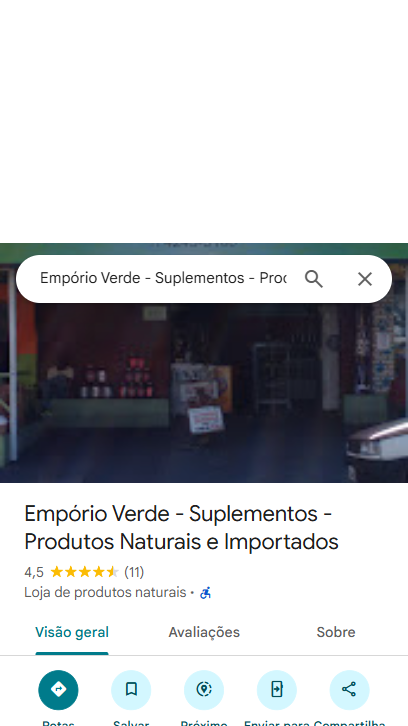 Empório Verde - Suplementos -
Empório Verde - Suplementos -
Produtos Naturais e Importados
4,5 (11)
Loja de produtos naturais •
Visão geral Avaliações Sobre
Rotas Salvar Próximo Enviar para Compartilha